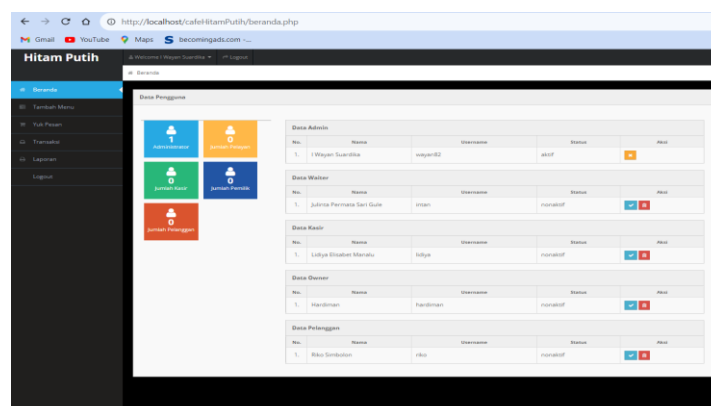 http://localhost/cafeHitamPutih/beranda.php
Gmail YouTube Maps becomingads.com -...
Hitam Putih
Welcome I Wayan Suardika Logout
Beranda
Beranda
Tambah Menu
Yuk Pesan
Transaksi
Laporan
Logout
Data Pengguna
1
Administrator
0
Jumlah Pelayan
0
Jumlah Kasir
0
Jumlah Pemilik
0
Jumlah Pelanggan
Data Admin
No. Nama Username Status Aksi
1. I Wayan Suardika wayan82 aktif
Data Waiter
No. Nama Username Status Aksi
1. Julinta Permata Sari Gule intan nonaktif
Data Kasir
No. Nama Username Status Aksi
1. Lidiya Elizabet Manalu lidiya nonaktif
Data Owner
No. Nama Username Status Aksi
1. Hardiman hardiman nonaktif
Data Pelanggan
No. Nama Username Status Aksi
1. Riko Simbolon riko nonaktif